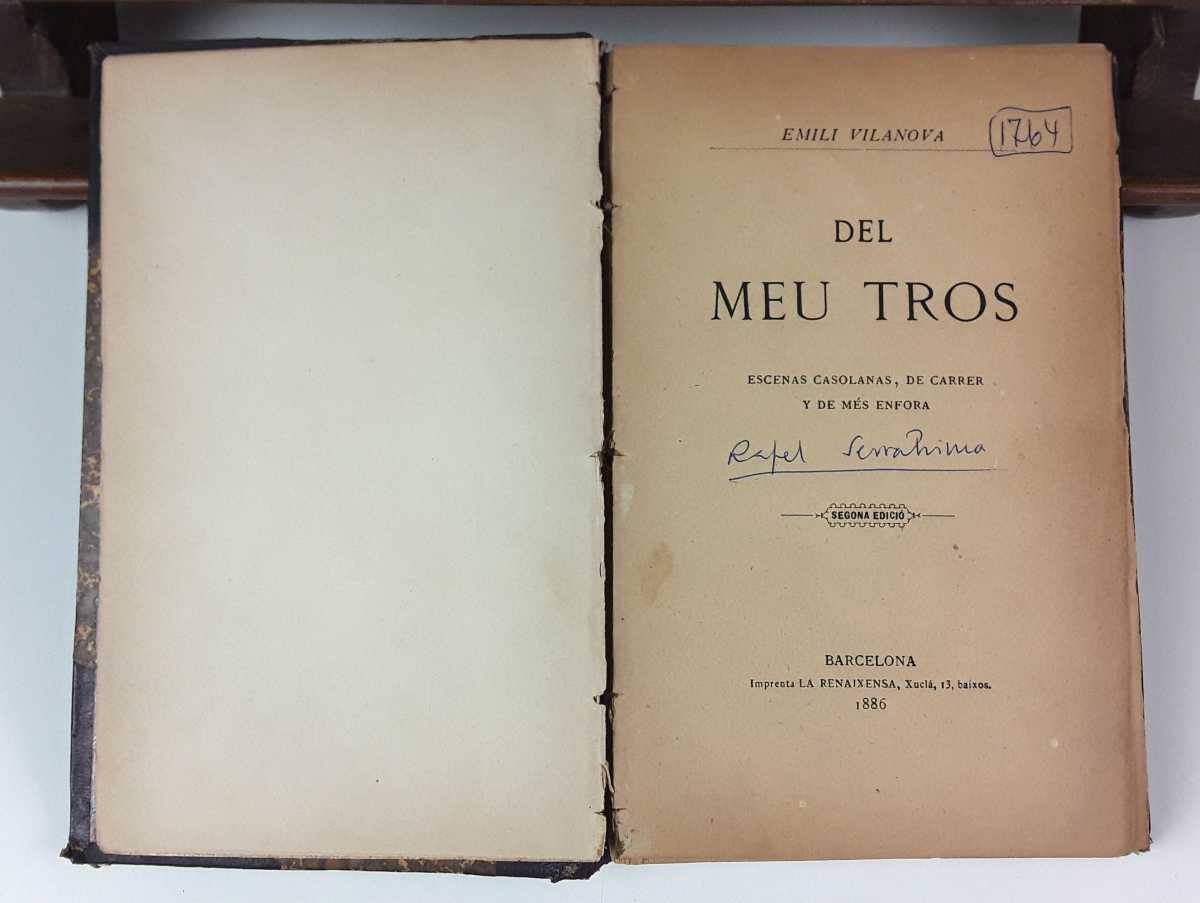 EMILI VILANOVA
1764
DEL
MEU TROS
ESCENAS CASOLANAS, DE CARRER
Y DE MÉS ENFORA
Rafel Serrahima
SEGONA EDICIÓ
BARCELONA
Imprenta LA RENAIXENSA, Xuclá, 13, baixos.
1886